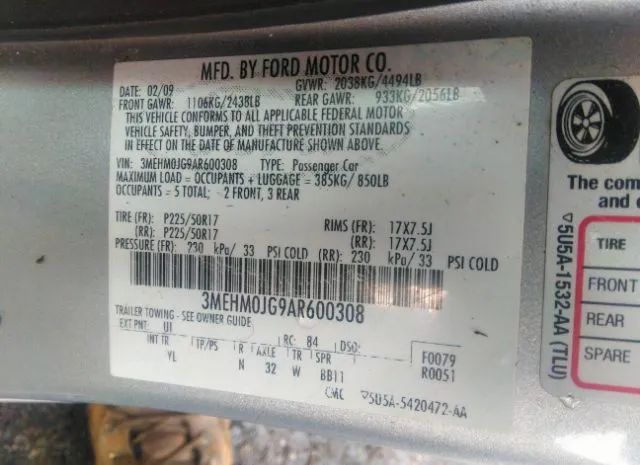 MFD. BY FORD MOTOR CO.
DATE: 02/09 GVWR: 2038KG/4494LB
FRONT GAWR: 1106KG/2438LB REAR GAWR: 933KG/2056LB
THIS VEHICLE CONFORMS TO ALL APPLICABLE FEDERAL MOTOR
VEHICLE SAFETY, BUMPER, AND THEFT PREVENTION STANDARDS
IN EFFECT ON THE DATE OF MANUFACTURE SHOWN ABOVE.
VIN: 3MEHM0JG9AR600308 TYPE: Passenger Car
MAXIMUM LOAD = OCCUPANTS + LUGGAGE = 385KG/ 850LB
OCCUPANTS: 5 TOTAL; 2 FRONT, 3 REAR
TIRE (FR): P225/50R17 RIMS (FR): 17X7.5J
(RR): P225/50R17 (RR): 17X7.5J
PRESSURE (FR): 230 kPa/ 33 PSI COLD (RR): 230 kPa/ 33 PSI COLD
3MEHM0JG9AR600308
TRAILER TOWING - SEE OWNER GUIDE
EXT PNT: UI RC: 84 DSO: F0079
INT TR TP/PS R AXLE TR SPR R0051
YL N 32 W BB11
CMC ▽5U5A-5420472-AA
The com
and
TIRE
FRONT
REAR
SPARE
▽5U5A-1532-AA (TLU)